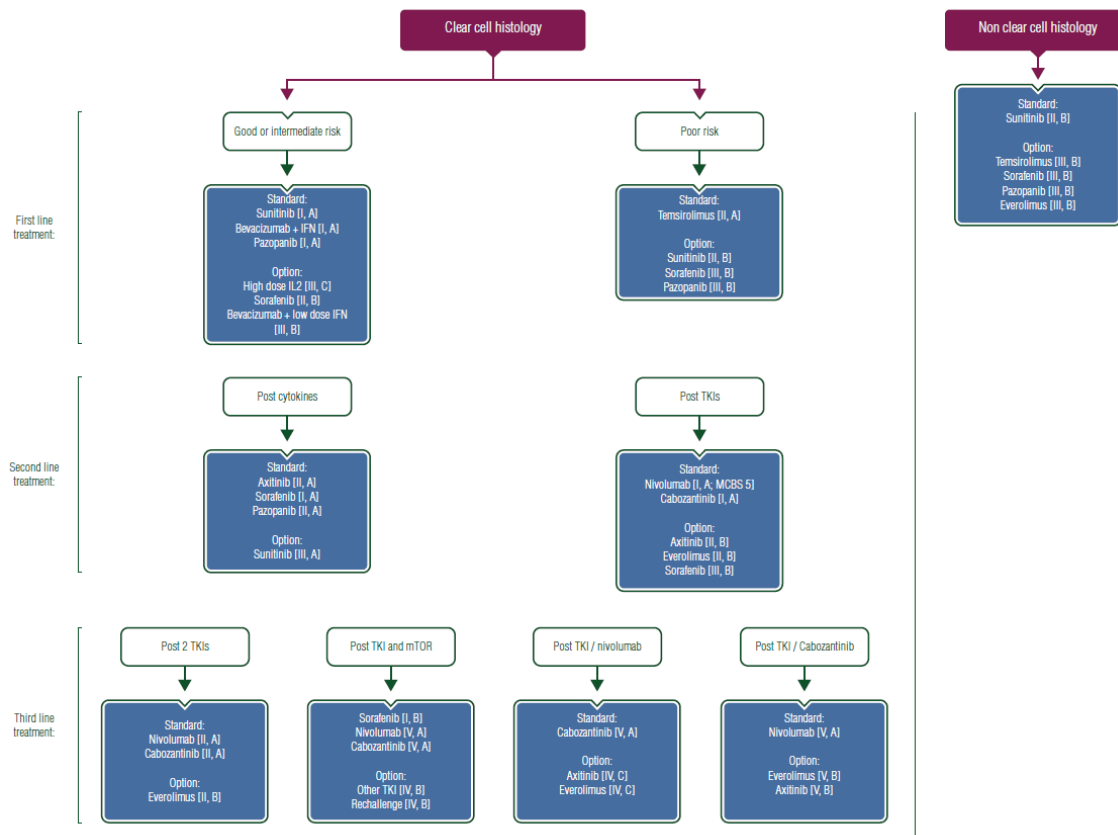 Clear cell histology
Non clear cell histology
First line
treatment:
Good or intermediate risk
Standard:
Sunitinib [I, A]
Bevacizumab + IFN [I, A]
Pazopanib [I, A]
Option:
High dose IL2 [III, C]
Sorafenib [II, B]
Bevacizumab + low dose IFN
[III, B]
Poor risk
Standard:
Temsirolimus [II, A]
Option:
Sunitinib [II, B]
Sorafenib [III, B]
Pazopanib [III, B]
Standard:
Sunitinib [II, B]
Option:
Temsirolimus [III, B]
Sorafenib [III, B]
Pazopanib [III, B]
Everolimus [III, B]
Second line
treatment:
Post cytokines
Standard:
Axitinib [II, A]
Sorafenib [I, A]
Pazopanib [II, A]
Option:
Sunitinib [III, A]
Post TKIs
Standard:
Nivolumab [I, A; MCBS 5]
Cabozantinib [I, A]
Option:
Axitinib [II, B]
Everolimus [II, B]
Sorafenib [III, B]
Third line
treatment:
Post 2 TKIs
Standard:
Nivolumab [II, A]
Cabozantinib [II, A]
Option:
Everolimus [II, B]
Post TKI and mTOR
Sorafenib [I, B]
Nivolumab [V, A]
Cabozantinib [V, A]
Option:
Other TKI [IV, B]
Rechallenge [IV, B]
Post TKI / nivolumab
Standard:
Cabozantinib [V, A]
Option:
Axitinib [IV, C]
Everolimus [IV, C]
Post TKI / Cabozantinib
Standard:
Nivolumab [V, A]
Option:
Everolimus [V, B]
Axitinib [V, B]